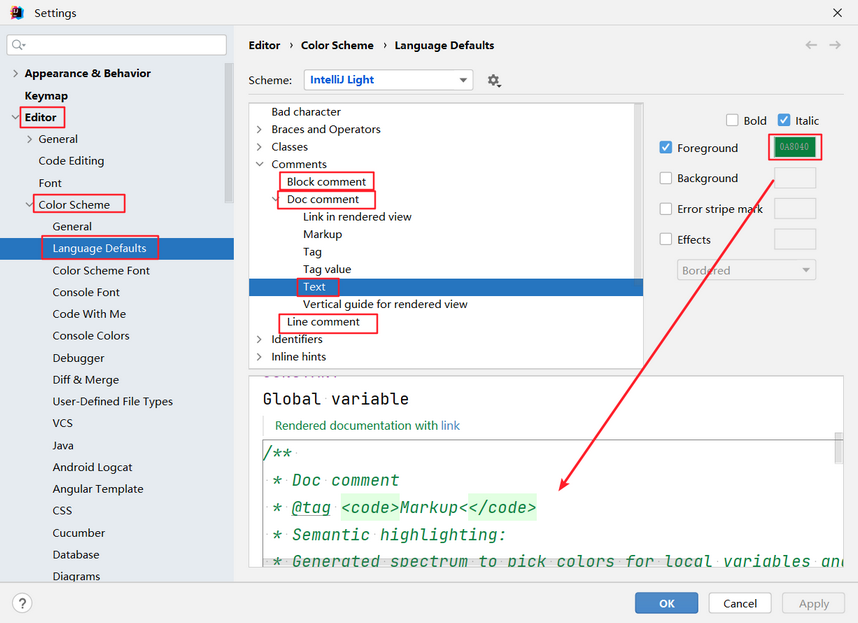 Settings
Editor › Color Scheme › Language Defaults
Appearance & Behavior
Keymap
Editor
General
Code Editing
Font
Color Scheme
General
Language Defaults
Color Scheme Font
Console Font
Code With Me
Console Colors
Debugger
Diff & Merge
User-Defined File Types
VCS
Java
Android Logcat
Angular Template
CSS
Cucumber
Database
Diagrams
Scheme: IntelliJ Light
Bad character
Braces and Operators
Classes
Comments
Block comment
Doc comment
Link in rendered view
Markup
Tag
Tag value
Text
Vertical guide for rendered view
Line comment
Identifiers
Inline hints
Bold Italic
Foreground 0A8040
Background
Error stripe mark
Effects
Bordered
Global variable
Rendered documentation with link
/**
* Doc comment
* @tag <code>Markup<</code>
* Semantic highlighting:
* Generated spectrum to pick colors for local variables and
?
OK Cancel Apply